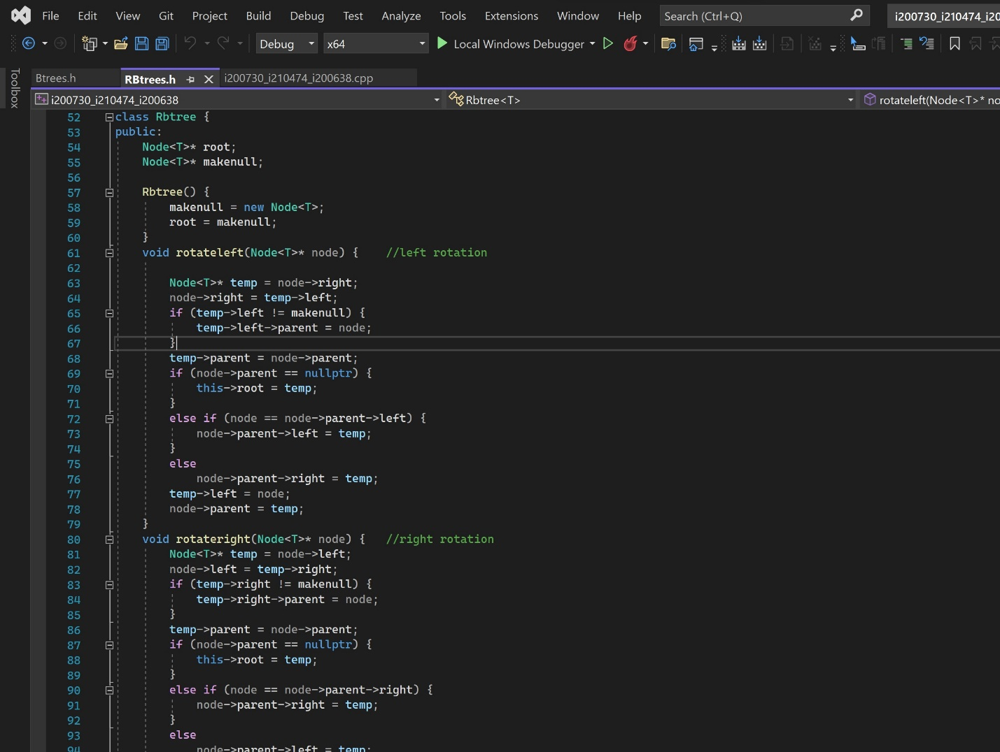 File Edit View Git Project Build Debug Test Analyze Tools Extensions Window Help Search (Ctrl+Q) i200730_i210474_i20
Debug x64 Local Windows Debugger
Toolbox
Btrees.h RBtrees.h i200730_i210474_i200638.cpp
i200730_i210474_i200638 Rbtree<T> rotateleft(Node<T>* no
52 class Rbtree {
53 public:
54 Node<T>* root;
55 Node<T>* makenull;
56
57 Rbtree() {
58 makenull = new Node<T>;
59 root = makenull;
60 }
61 void rotateleft(Node<T>* node) { //left rotation
62
63 Node<T>* temp = node->right;
64 node->right = temp->left;
65 if (temp->left != makenull) {
66 temp->left->parent = node;
67 }
68 temp->parent = node->parent;
69 if (node->parent == nullptr) {
70 this->root = temp;
71 }
72 else if (node == node->parent->left) {
73 node->parent->left = temp;
74 }
75 else
76 node->parent->right = temp;
77 temp->left = node;
78 node->parent = temp;
79 }
80 void rotateright(Node<T>* node) { //right rotation
81 Node<T>* temp = node->left;
82 node->left = temp->right;
83 if (temp->right != makenull) {
84 temp->right->parent = node;
85 }
86 temp->parent = node->parent;
87 if (node->parent == nullptr) {
88 this->root = temp;
89 }
90 else if (node == node->parent->right) {
91 node->parent->right = temp;
92 }
93 else
94 node->parent->left = temp;